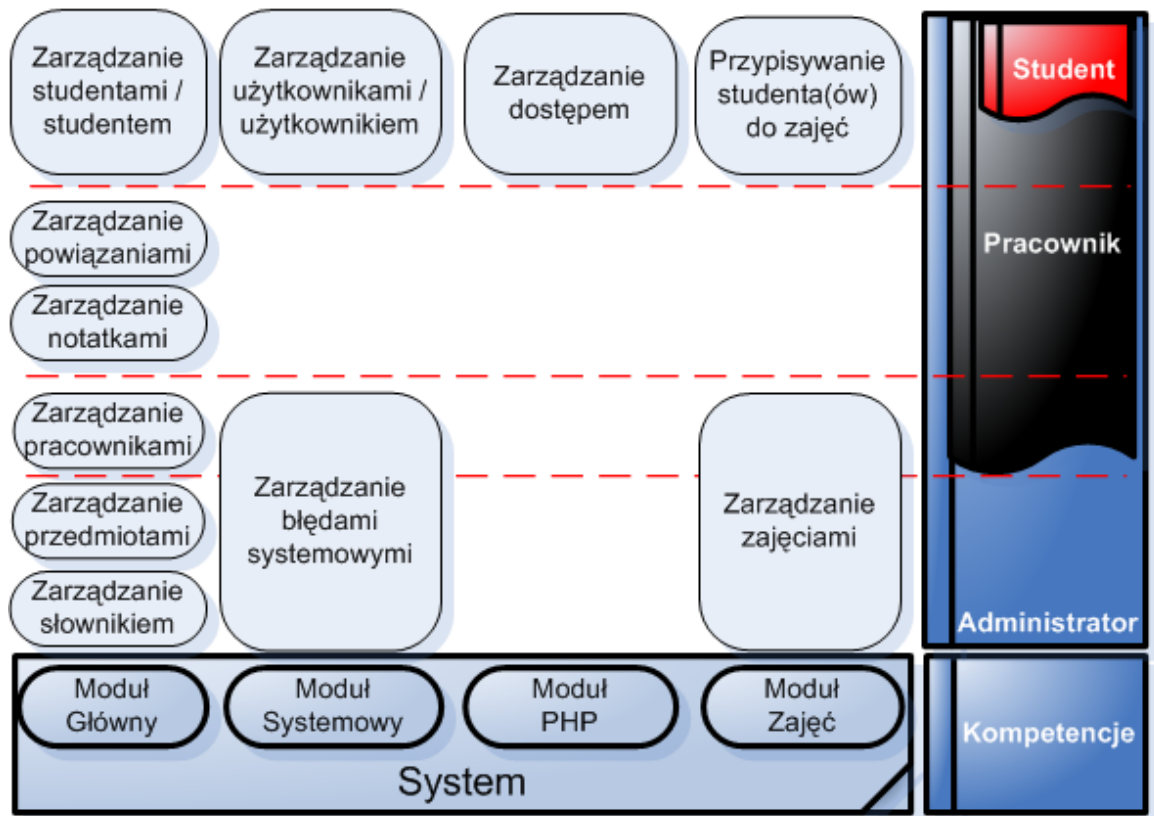 Zarządzanie
studentami /
studentem
Zarządzanie
użytkownikami /
użytkownikiem
Zarządzanie
dostępem
Przypisywanie
studenta(ów)
do zajęć
Student
Zarządzanie
powiązaniami
Pracownik
Zarządzanie
notatkami
Zarządzanie
pracownikami
Zarządzanie
błędami
systemowymi
Zarządzanie
zajęciami
Zarządzanie
przedmiotami
Zarządzanie
słownikiem
Administrator
Moduł
Główny
Moduł
Systemowy
Moduł
PHP
Moduł
Zajęć
Kompetencje
System